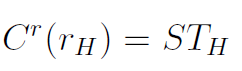 $C^r(r_H) = ST_H$